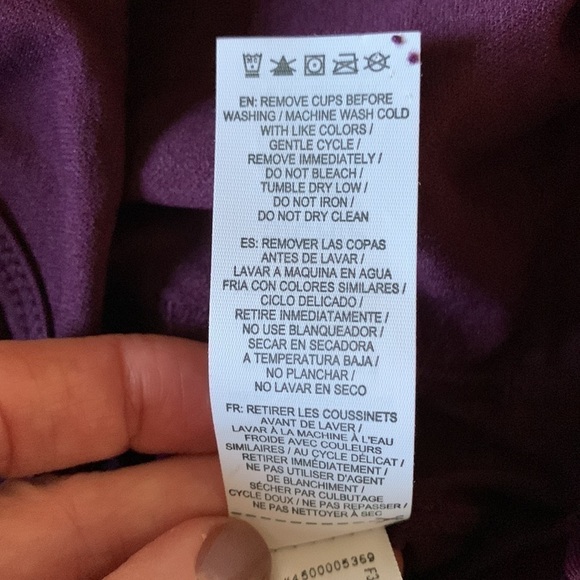 EN: REMOVE CUPS BEFORE
WASHING / MACHINE WASH COLD
WITH LIKE COLORS /
GENTLE CYCLE /
REMOVE IMMEDIATELY /
DO NOT BLEACH /
TUMBLE DRY LOW /
DO NOT IRON /
DO NOT DRY CLEAN
ES: REMOVER LAS COPAS
ANTES DE LAVAR /
LAVAR A MAQUINA EN AGUA
FRIA CON COLORES SIMILARES /
CICLO DELICADO /
RETIRE INMEDIATAMENTE /
NO USE BLANQUEADOR /
SECAR EN SECADORA
A TEMPERATURA BAJA /
NO PLANCHAR /
NO LAVAR EN SECO
FR: RETIRER LES COUSSINETS
AVANT DE LAVER /
LAVAR À LA MACHINE À L'EAU
FROIDE AVEC COULEURS
SIMILAIRES / AU CYCLE DÉLICAT /
RETIRER IMMÉDIATEMENT /
NE PAS UTILISER D'AGENT
DE BLANCHIMENT /
SÉCHER PAR CULBUTAGE
CYCLE DOUX / NE PAS REPASSER /
NE PAS NETTOYER À SEC
4500005369